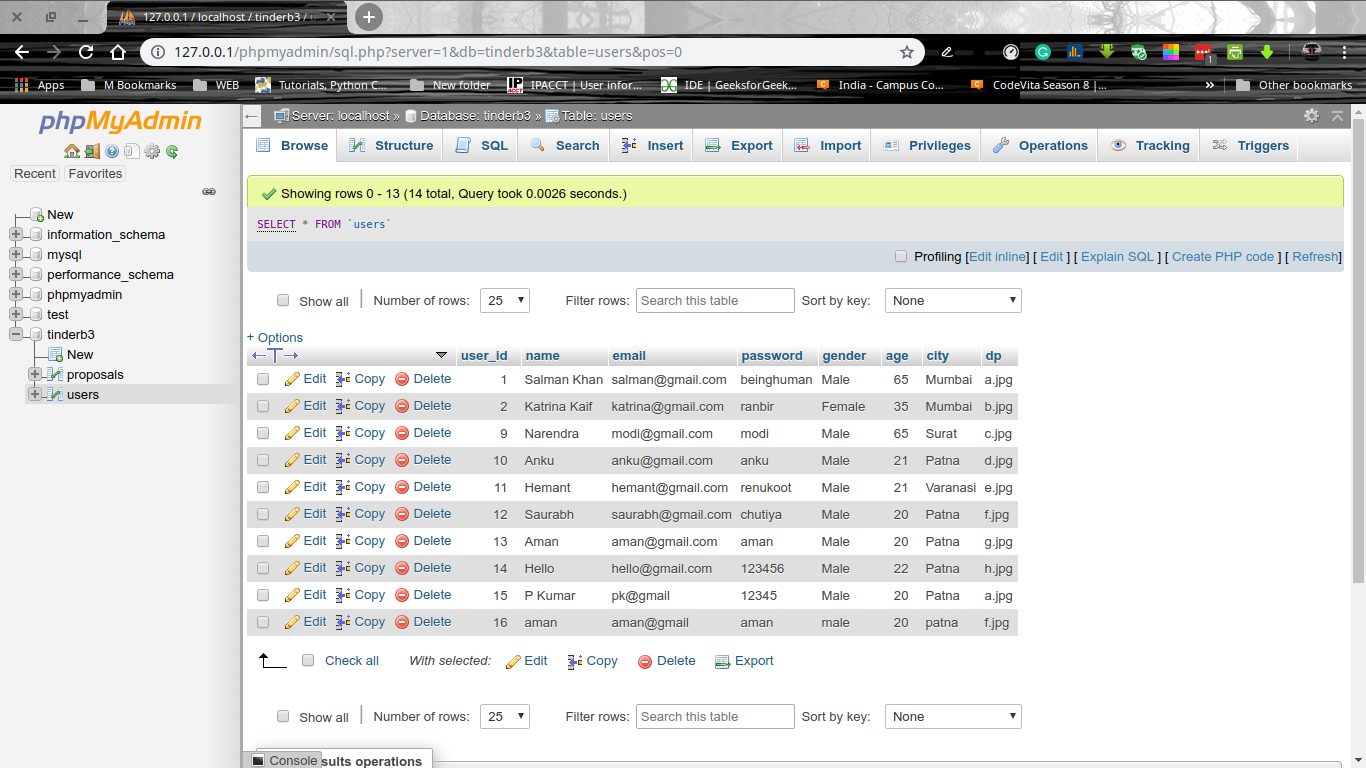 127.0.0.1 / localhost / tinderb3 / u
127.0.0.1/phpmyadmin/sql.php?server=1&db=tinderb3&table=users&pos=0
1
Apps M Bookmarks WEB Tutorials, Python C... New folder IPACCT | User infor... IDE | GeeksforGeek... India - Campus Co... CodeVita Season 8 |... » Other bookmarks
phpMyAdmin
Recent Favorites
New
information_schema
mysql
performance_schema
phpmyadmin
test
tinderb3
New
proposals
users
Server: localhost » Database: tinderb3 » Table: users
Browse Structure SQL Search Insert Export Import Privileges Operations Tracking Triggers
Showing rows 0 - 13 (14 total, Query took 0.0026 seconds.)
SELECT * FROM `users`
Profiling [Edit inline] [ Edit ] [ Explain SQL ] [ Create PHP code ] [ Refresh]
Show all Number of rows: 25 Filter rows: Search this table Sort by key: None
+ Options
user_id name email password gender age city dp
Edit Copy Delete 1 Salman Khan salman@gmail.com beinghuman Male 65 Mumbai a.jpg
Edit Copy Delete 2 Katrina Kaif katrina@gmail.com ranbir Female 35 Mumbai b.jpg
Edit Copy Delete 9 Narendra modi@gmail.com modi Male 65 Surat c.jpg
Edit Copy Delete 10 Anku anku@gmail.com anku Male 21 Patna d.jpg
Edit Copy Delete 11 Hemant hemant@gmail.com renukoot Male 21 Varanasi e.jpg
Edit Copy Delete 12 Saurabh saurabh@gmail.com chutiya Male 20 Patna f.jpg
Edit Copy Delete 13 Aman aman@gmail.com aman Male 20 Patna g.jpg
Edit Copy Delete 14 Hello hello@gmail.com 123456 Male 22 Patna h.jpg
Edit Copy Delete 15 P Kumar pk@gmail 12345 Male 20 Patna a.jpg
Edit Copy Delete 16 aman aman@gmail aman male 20 patna f.jpg
Check all With selected: Edit Copy Delete Export
Show all Number of rows: 25 Filter rows: Search this table Sort by key: None
Console sults operations